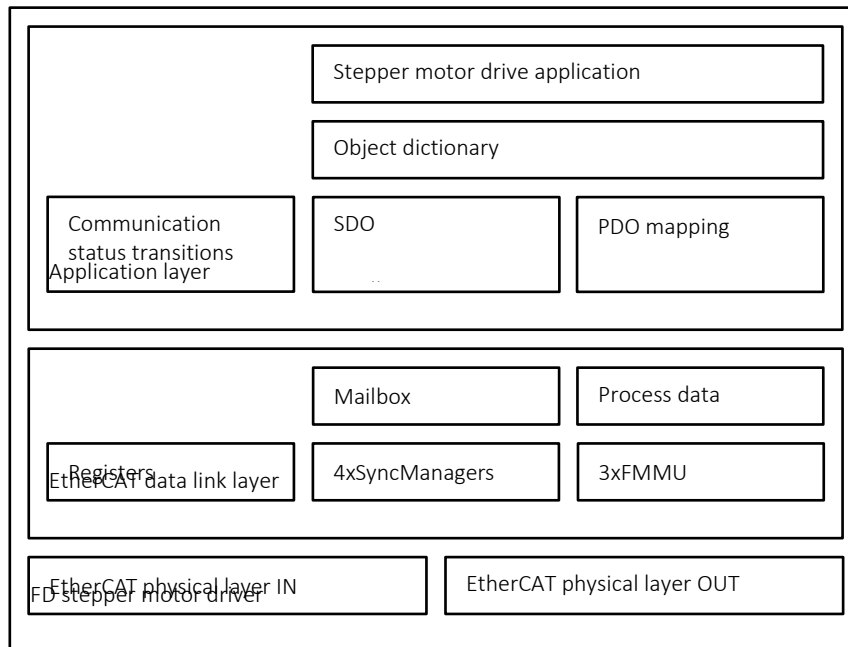 Stepper motor drive application
Object dictionary
Communication
status transitions
SDO
PDO mapping
Application layer
Mailbox
Process data
Registers
4xSyncManagers
3xFMMU
EtherCAT data link layer
EtherCAT physical layer IN
EtherCAT physical layer OUT
FD stepper motor driver